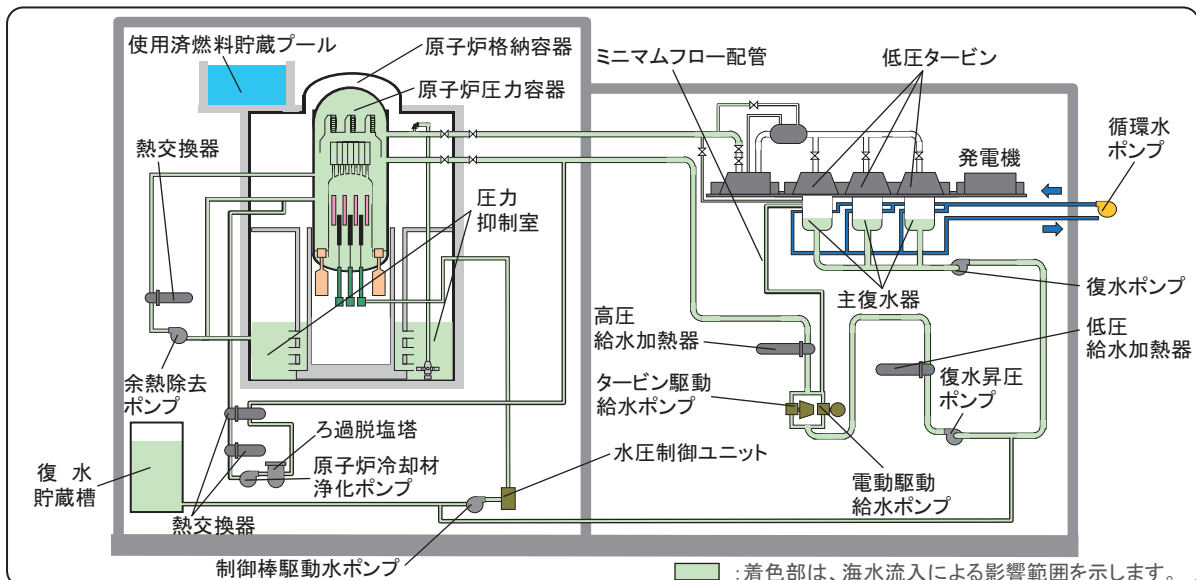 使用済燃料貯蔵プール
原子炉格納容器
原子炉圧力容器
ミニマムフロー配管
低圧タービン
循環水
ポンプ
発電機
熱交換器
圧力
抑制室
主復水器
復水ポンプ
高圧
給水加熱器
低圧
給水加熱器
余熱除去
ポンプ
タービン駆動
給水ポンプ
復水昇圧
ポンプ
ろ過脱塩塔
原子炉冷却材
浄化ポンプ
水圧制御ユニット
電動駆動
給水ポンプ
復水
貯蔵槽
熱交換器
制御棒駆動水ポンプ
:着色部は、海水流入による影響範囲を示します。